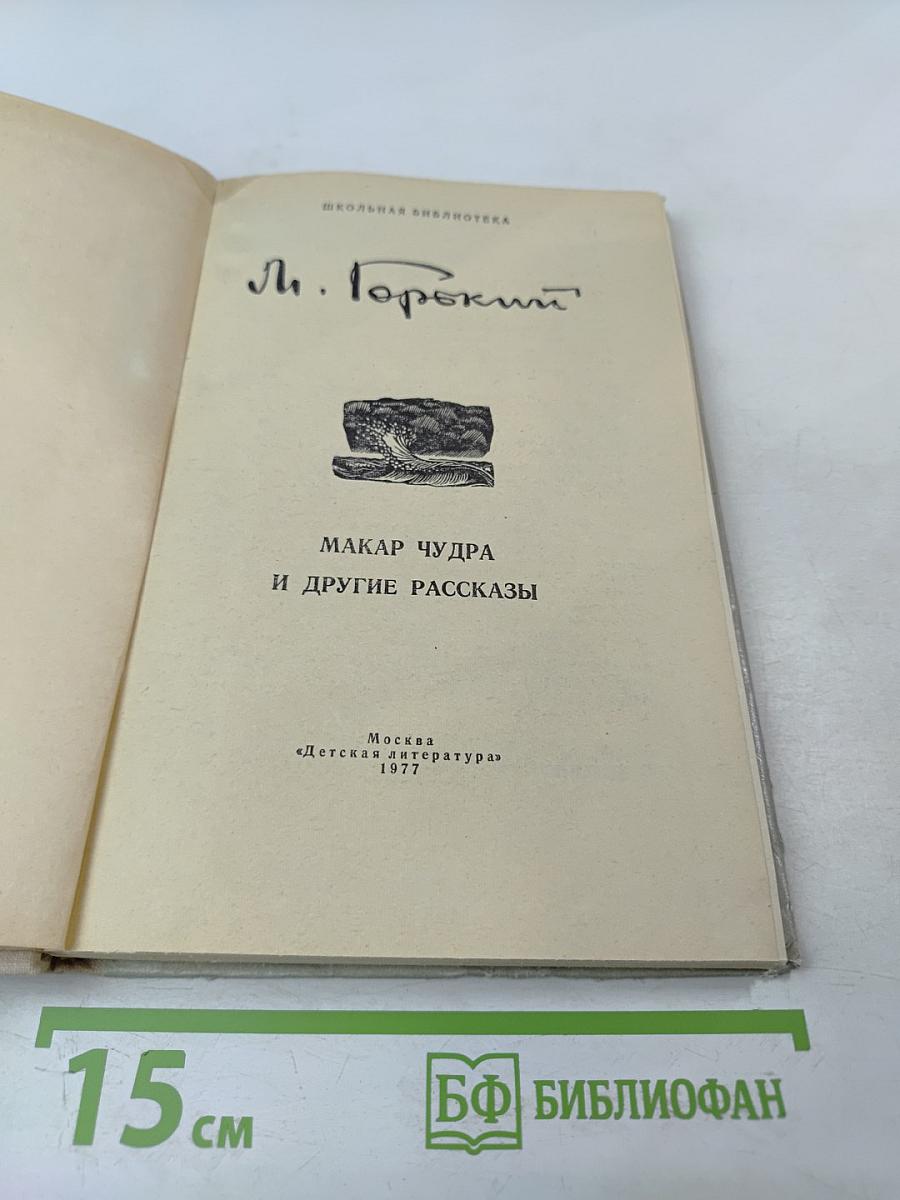 ШКОЛЬНАЯ БИБЛИОТЕКА
М. Горький
МАКАР ЧУДРА
И ДРУГИЕ РАССКАЗЫ
Москва
«Детская литература»
1977
15 см
БФ БИБЛИОФАН